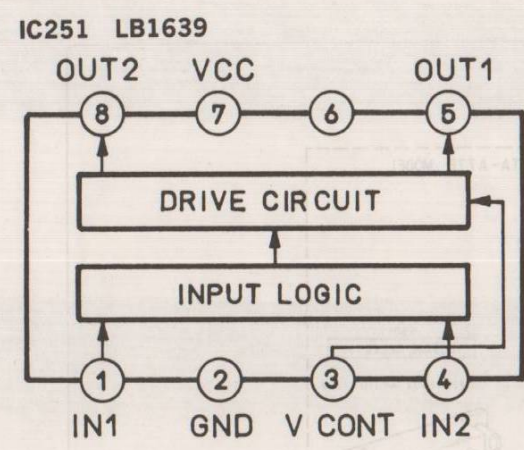 IC251 LB1639
OUT2 VCC OUT1
8 7 6 5
DRIVE CIRCUIT
INPUT LOGIC
1 2 3 4
IN1 GND V CONT IN2